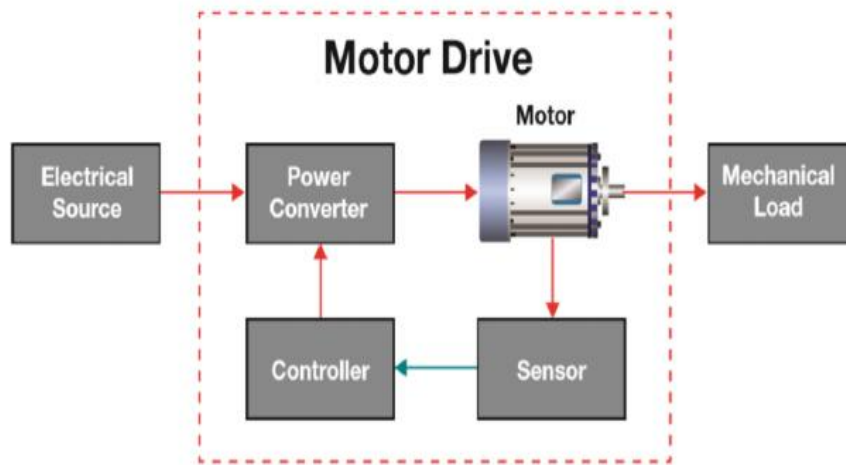 Motor Drive
Motor
Electrical
Source
Power
Converter
Mechanical
Load
Controller
Sensor